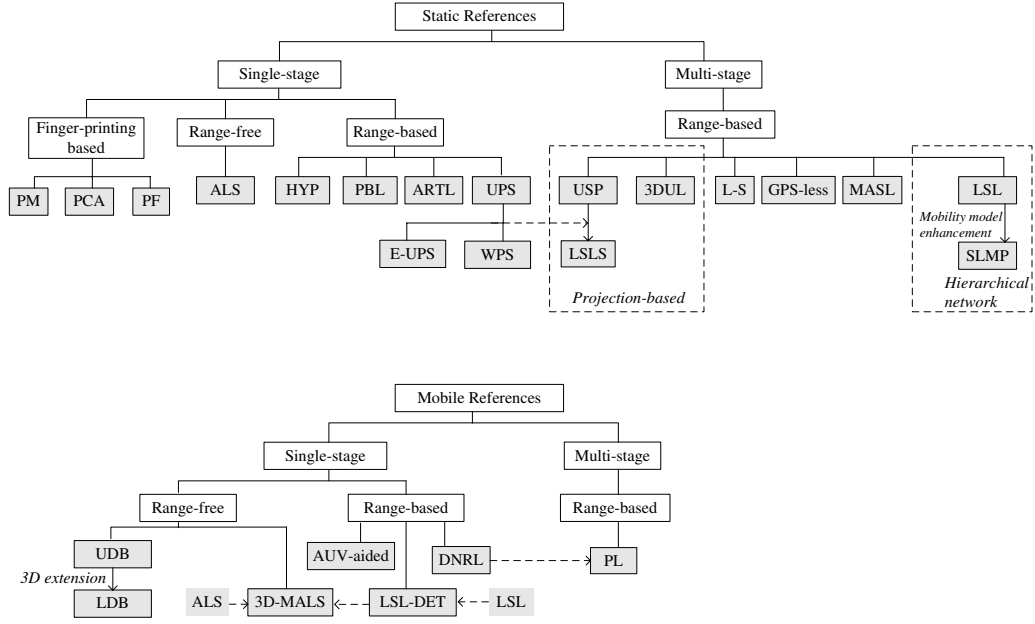 Static References
Single-stage
Multi-stage
Finger-printing
based
Range-free
Range-based
Range-based
PM
PCA
PF
ALS
HYP
PBL
ARTL
UPS
USP
3DUL
L-S
GPS-less
MASL
LSL
Mobility model
enhancement
E-UPS
WPS
LSLS
SLMP
Projection-based
Hierarchical
network
Mobile References
Single-stage
Multi-stage
Range-free
Range-based
Range-based
UDB
AUV-aided
DNRL
PL
3D extension
LDB
ALS
3D-MALS
LSL-DET
LSL